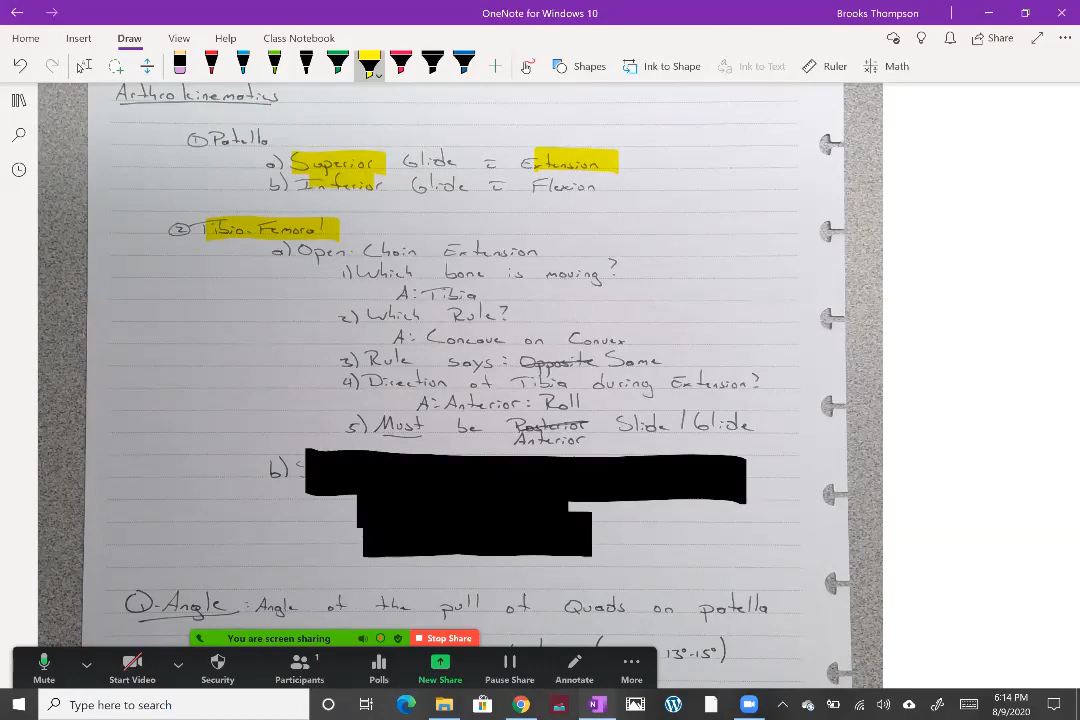 OneNote for Windows 10
Brooks Thompson
Home Insert Draw View Help Class Notebook
Share
Shapes Ink to Shape Ink to Text Ruler Math
Arthrokinematics
① Patella
a) Superior Glide = Extension
b) Inferior Glide = Flexion
② Tibio-Femoral
a) Open Chain Extension
1) Which bone is moving?
A: Tibia
2) Which Rule?
A: Concave on Convex
3) Rule says: Opposite Same
4) Direction of Tibia during Extension?
A: Anterior: Roll
5) Must be Posterior Slide / Glide
Anterior
b)
Q-Angle: Angle of the pull of Quads on patella
13°-15°)
You are screen sharing Stop Share
Mute Start Video Security Participants 1 Polls New Share Pause Share Annotate More
Type here to search
6:14 PM
8/9/2020